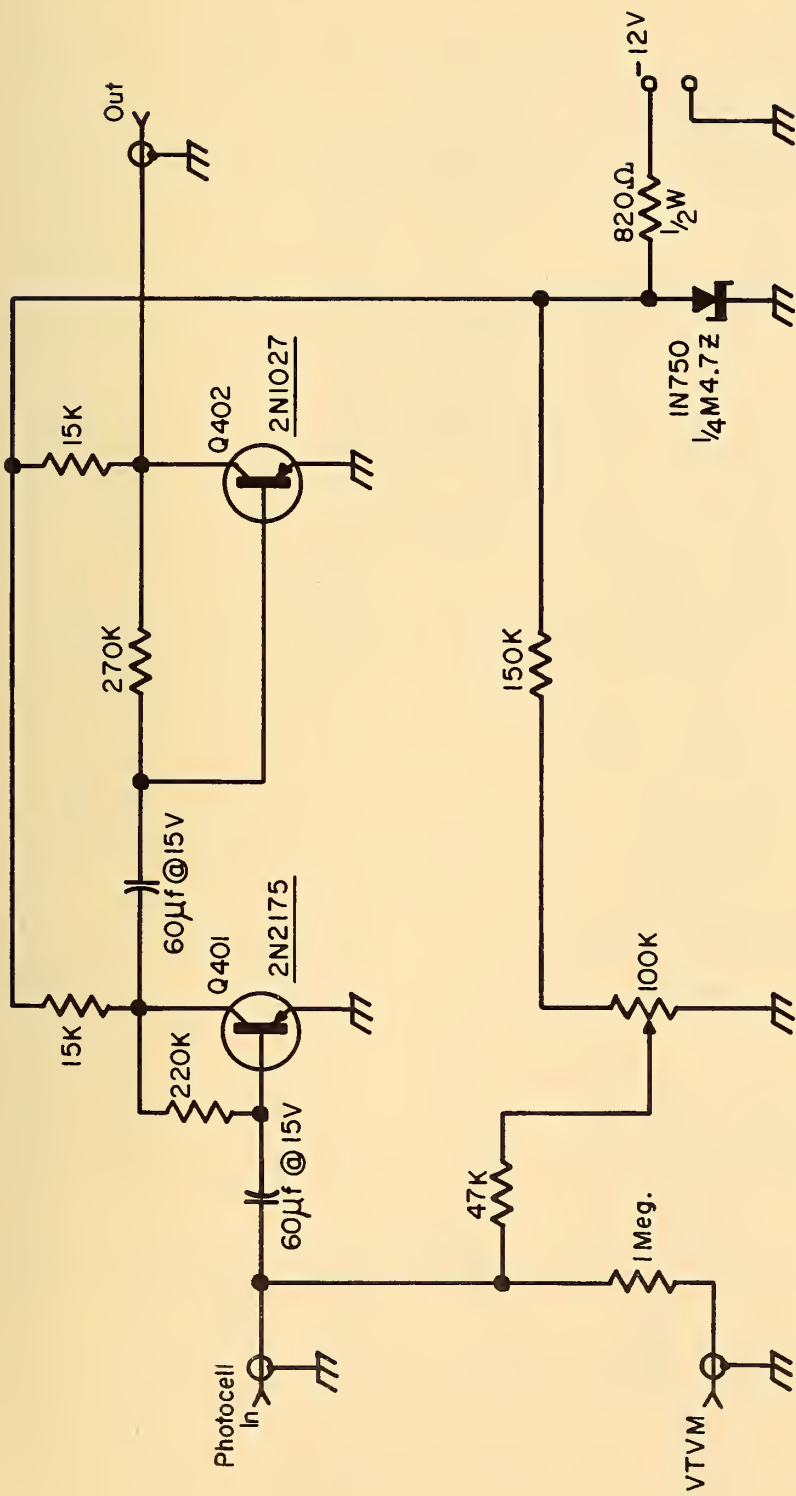 Out
15K
15K
270K
Q402
2N1027
-12V
820Ω
1/2W
60µf@15V
Q401
2N2175
220K
60µf@15V
Photocell
In
150K
1N750
1/4M4.7Z
47K
100K
1 Meg.
VTVM